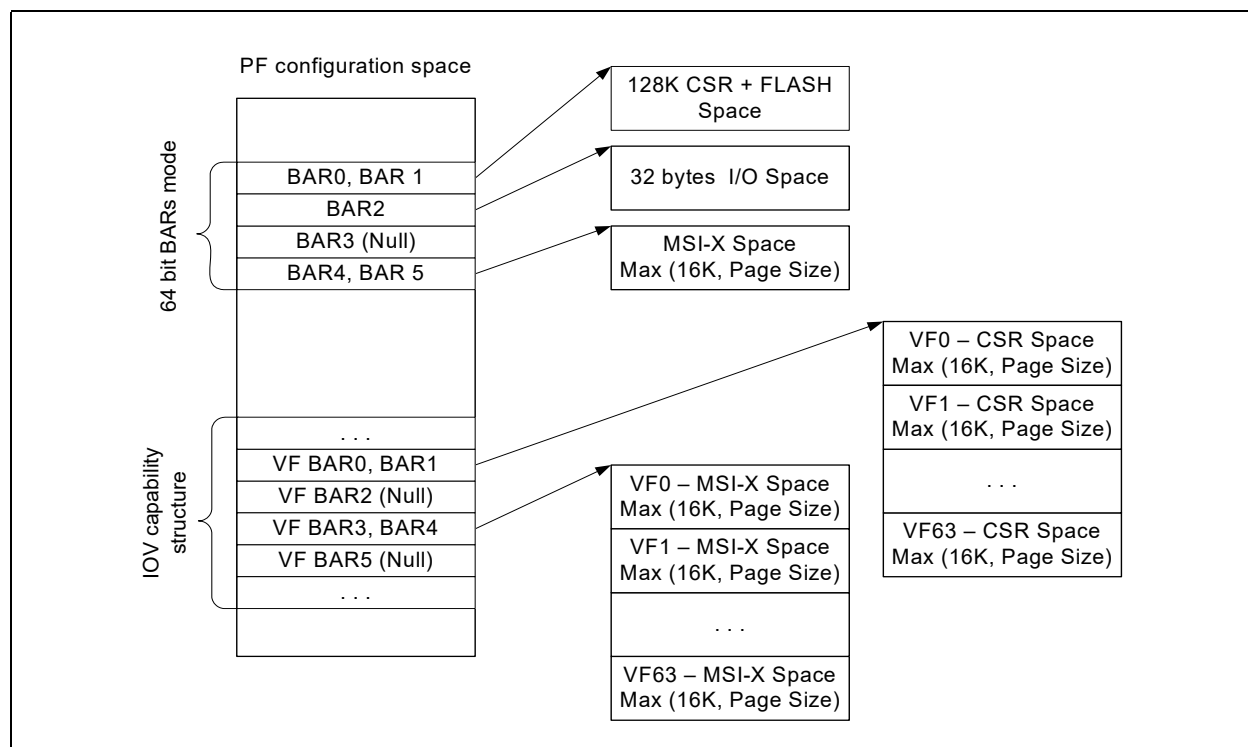 PF configuration space
64 bit BARs mode
BAR0, BAR 1
BAR2
BAR3 (Null)
BAR4, BAR 5
128K CSR + FLASH
Space
32 bytes I/O Space
MSI-X Space
Max (16K, Page Size)
IOV capability
structure
. . .
VF BAR0, BAR1
VF BAR2 (Null)
VF BAR3, BAR4
VF BAR5 (Null)
. . .
VF0 – MSI-X Space
Max (16K, Page Size)
VF1 – MSI-X Space
Max (16K, Page Size)
. . .
VF63 – MSI-X Space
Max (16K, Page Size)
VF0 – CSR Space
Max (16K, Page Size)
VF1 – CSR Space
Max (16K, Page Size)
. . .
VF63 – CSR Space
Max (16K, Page Size)